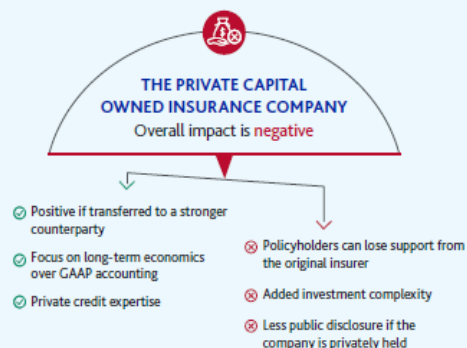 THE PRIVATE CAPITAL
OWNED INSURANCE COMPANY
Overall impact is negative
Positive if transferred to a stronger
counterparty
Focus on long-term economics
over GAAP accounting
Private credit expertise
Policyholders can lose support from
the original insurer
Added investment complexity
Less public disclosure if the
company is privately held